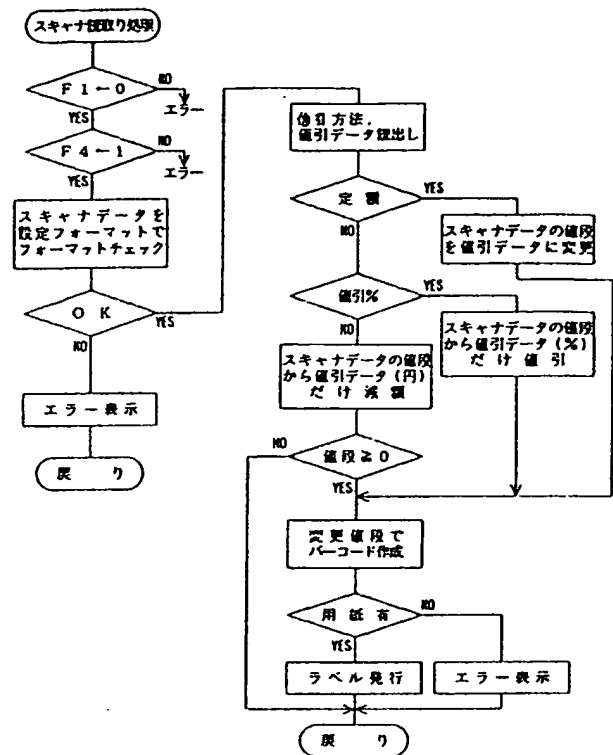 スキャナ読取り処理
F1←0
NO
エラー
YES
F4←1
NO
エラー
YES
スキャナデータを
設定フォーマットで
フォーマットチェック
OK
YES
NO
エラー表示
戻り
値引方法,
値引データ読出し
定額
YES
NO
スキャナデータの値段
を値引データに変更
値引%
YES
NO
スキャナデータの値段
から値引データ(%)
だけ値引
スキャナデータの値段
から値引データ(円)
だけ減額
NO
値段≧0
YES
変更値段で
バーコード作成
用紙有
NO
YES
ラベル発行
エラー表示
戻り